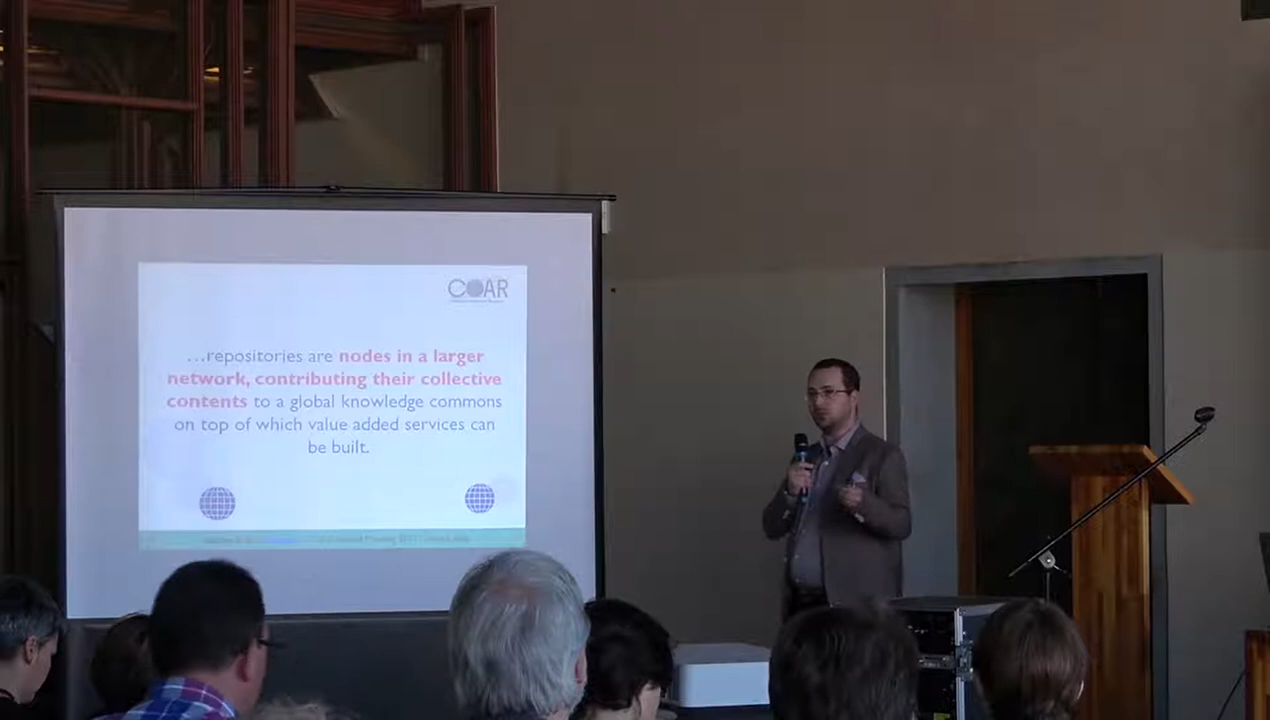 COAR
…repositories are nodes in a larger
network, contributing their collective
contents to a global knowledge commons
on top of which value added services can
be built.